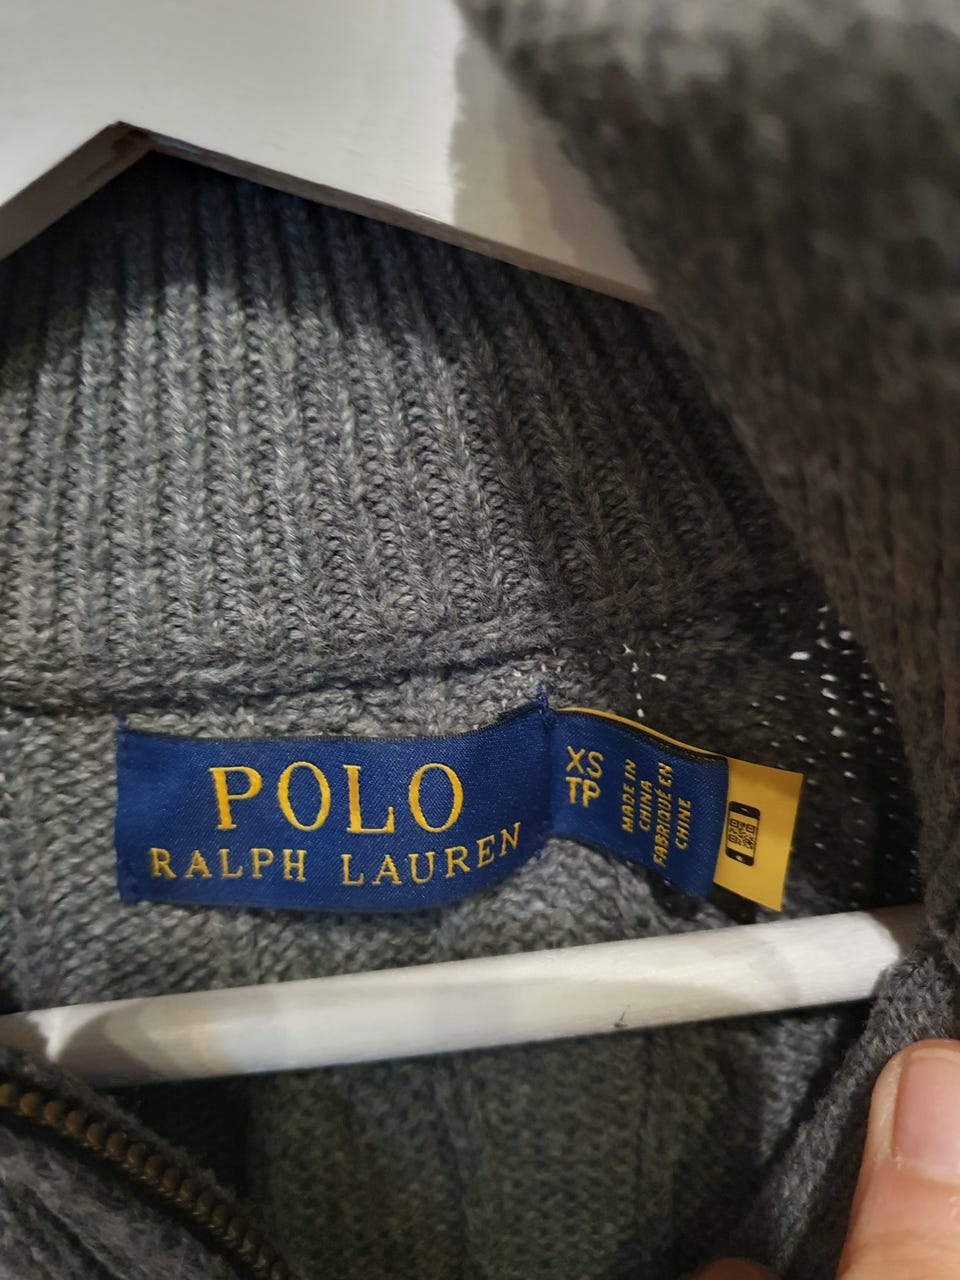 POLO
RALPH LAUREN
XS
TP
MADE IN
CHINA
FABRIQUÉ EN
CHINE